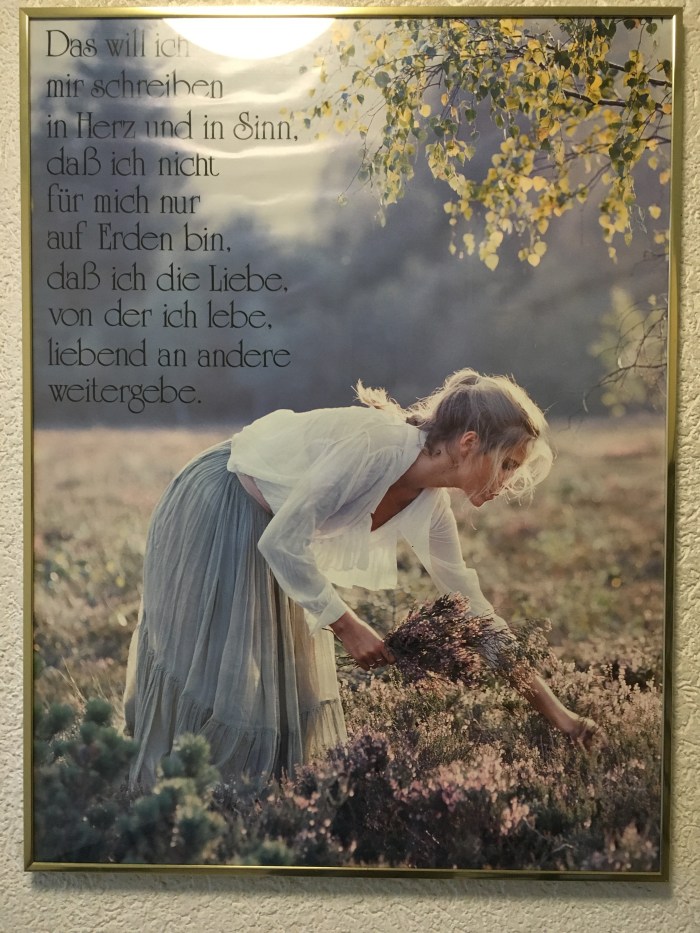 Das will ich
mir schreiben
in Herz und in Sinn,
daß ich nicht
für mich nur
auf Erden bin,
daß ich die Liebe,
von der ich lebe,
liebend an andere
weitergebe.